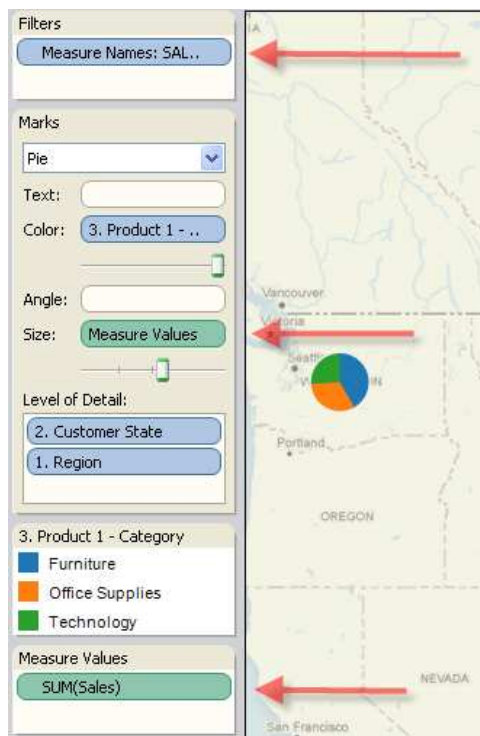 Filters
Measure Names: SAL..
Marks
Pie
Text:
Color: 3. Product 1 - ..
Angle:
Size: Measure Values
Level of Detail:
2. Customer State
1. Region
3. Product 1 - Category
Furniture
Office Supplies
Technology
Measure Values
SUM(Sales)
Vancouver
Victoria
Portland
OREGON
NEVADA
San Francisco